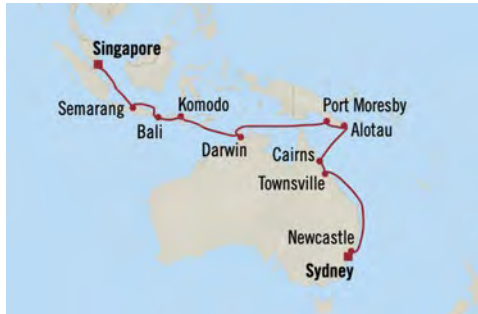 Singapore
Semarang
Komodo
Bali
Port Moresby
Alotau
Darwin
Cairns
Townsville
Newcastle
Sydney